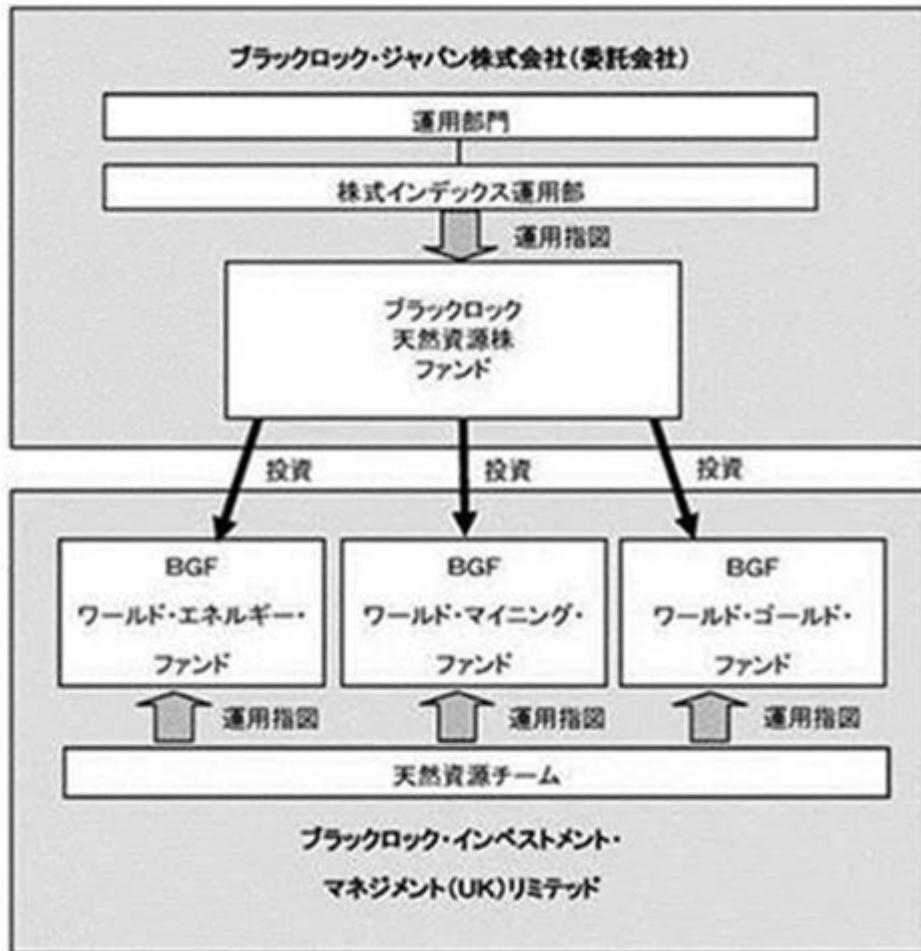 ブラックロック・ジャパン株式会社(委託会社)
運用部門
株式インデックス運用部
運用指図
ブラックロック
天然資源株
ファンド
投資 投資 投資
BGF
ワールド・エネルギー・
ファンド
BGF
ワールド・マイニング・
ファンド
BGF
ワールド・ゴールド・
ファンド
運用指図 運用指図 運用指図
天然資源チーム
ブラックロック・インベストメント・
マネジメント(UK)リミテッド